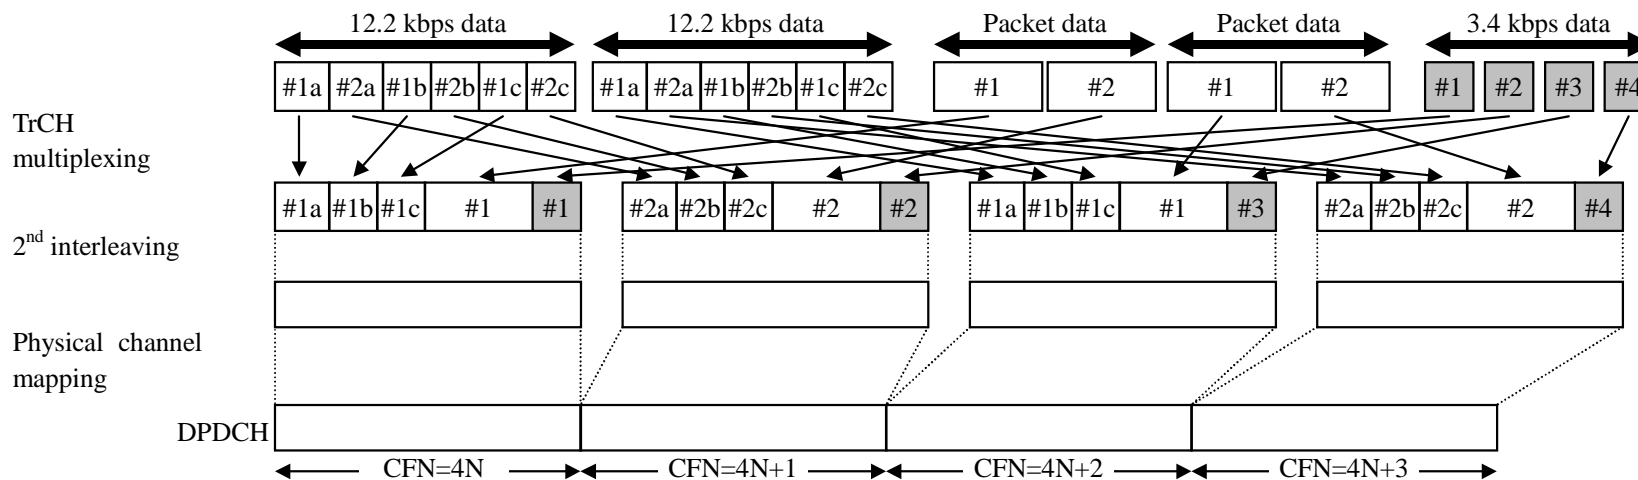 12.2 kbps data 12.2 kbps data Packet data Packet data 3.4 kbps data
#1a #2a #1b #2b #1c #2c #1a #2a #1b #2b #1c #2c #1 #2 #1 #2 #1 #2 #3 #4
TrCH
multiplexing
#1a #1b #1c #1 #1 #2a #2b #2c #2 #2 #1a #1b #1c #1 #3 #2a #2b #2c #2 #4
2nd interleaving
Physical channel
mapping
DPDCH
CFN=4N CFN=4N+1 CFN=4N+2 CFN=4N+3